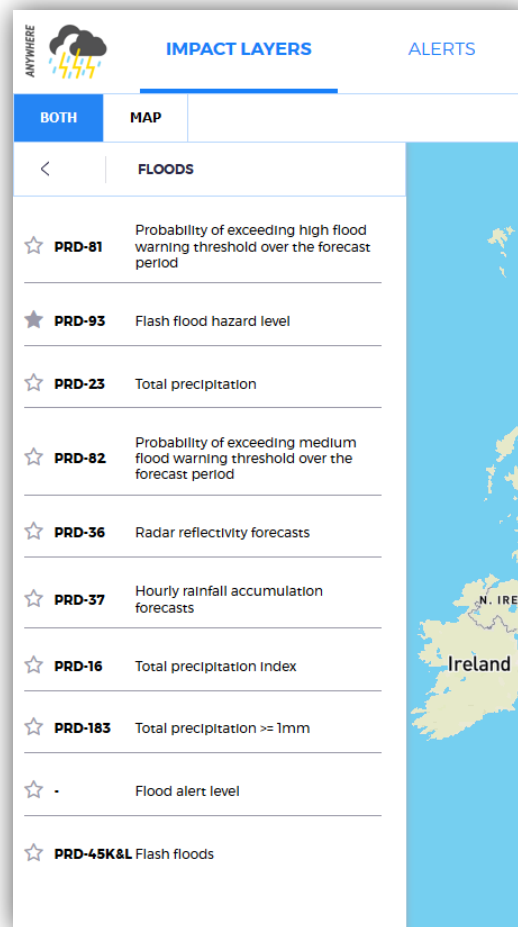 ANYWHERE
IMPACT LAYERS
ALERTS
BOTH
MAP
FLOODS
PRD-81
Probability of exceeding high flood
warning threshold over the forecast
period
PRD-93
Flash flood hazard level
PRD-23
Total precipitation
PRD-82
Probability of exceeding medium
flood warning threshold over the
forecast period
PRD-36
Radar reflectivity forecasts
PRD-37
Hourly rainfall accumulation
forecasts
PRD-16
Total precipitation index
PRD-183
Total precipitation >= 1mm
-
Flood alert level
PRD-45K&L
Flash floods
N. IRE
Ireland